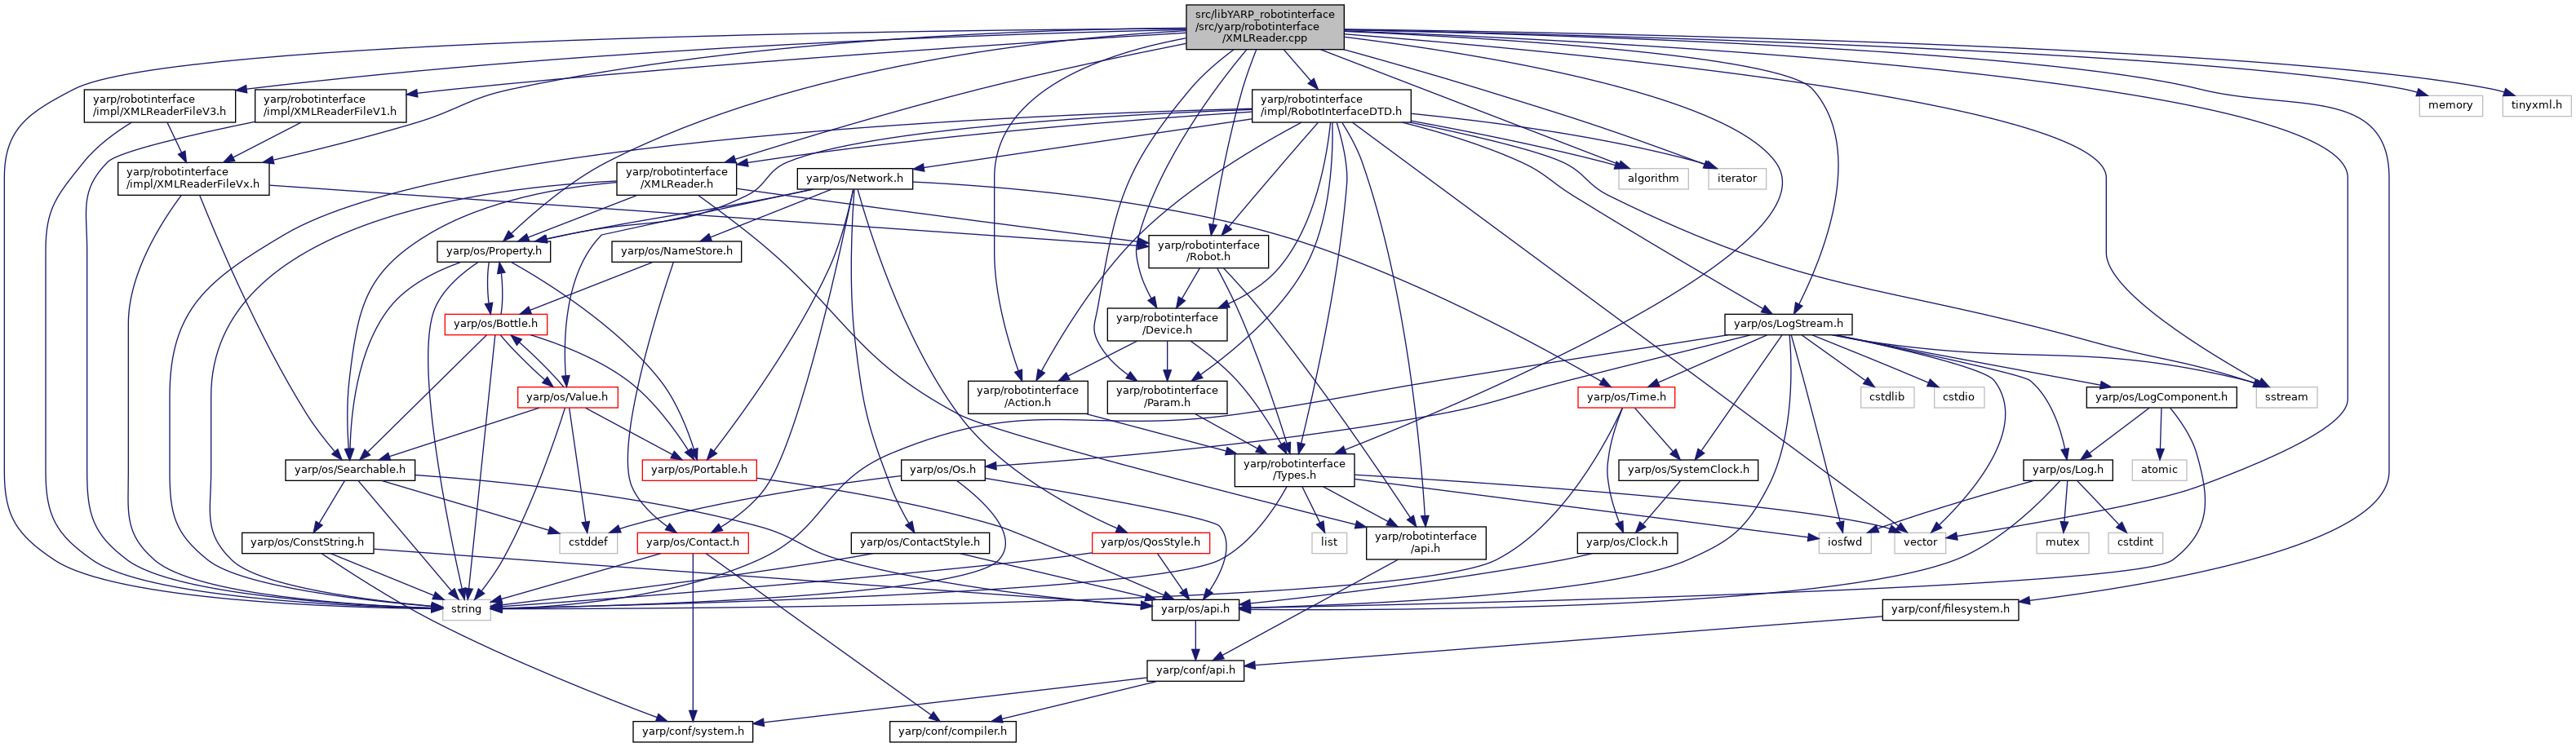 src/libYARP_robotinterface
/src/yarp/robotinterface
/XMLReader.cpp
yarp/robotinterface
/impl/XMLReaderFileV3.h
yarp/robotinterface
/impl/XMLReaderFileV1.h
yarp/robotinterface
/impl/RobotInterfaceDTD.h
memory
tinyxml.h
yarp/robotinterface
/impl/XMLReaderFileVx.h
yarp/robotinterface
/XMLReader.h
yarp/os/Network.h
algorithm
iterator
yarp/os/Property.h
yarp/os/NameStore.h
yarp/robotinterface
/Robot.h
yarp/os/Bottle.h
yarp/robotinterface
/Device.h
yarp/os/LogStream.h
yarp/os/Value.h
yarp/robotinterface
/Action.h
yarp/robotinterface
/Param.h
yarp/os/Time.h
cstdlib
cstdio
yarp/os/LogComponent.h
sstream
yarp/os/Searchable.h
yarp/os/Portable.h
yarp/os/Os.h
yarp/robotinterface
/Types.h
yarp/os/SystemClock.h
yarp/os/Log.h
atomic
yarp/os/ConstString.h
cstddef
yarp/os/Contact.h
yarp/os/ContactStyle.h
yarp/os/QosStyle.h
list
yarp/robotinterface
/api.h
yarp/os/Clock.h
iosfwd
vector
mutex
cstdint
string
yarp/os/api.h
yarp/conf/filesystem.h
yarp/conf/api.h
yarp/conf/system.h
yarp/conf/compiler.h